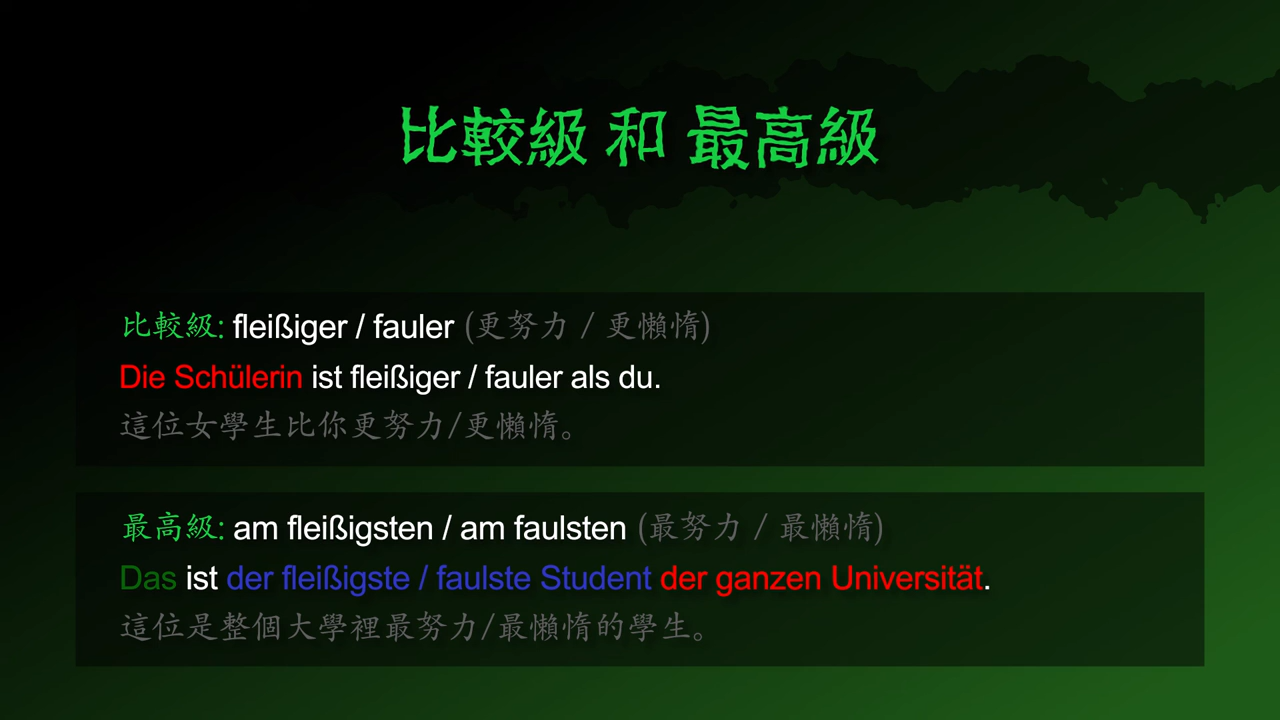 比較級 和 最高級
比較級: fleißiger / fauler (更努力 / 更懶惰)
Die Schülerin ist fleißiger / fauler als du.
這位女學生比你更努力/更懶惰。
最高級: am fleißigsten / am faulsten (最努力 / 最懶惰)
Das ist der fleißigste / faulste Student der ganzen Universität.
這位是整個大學裡最努力/最懶惰的學生。